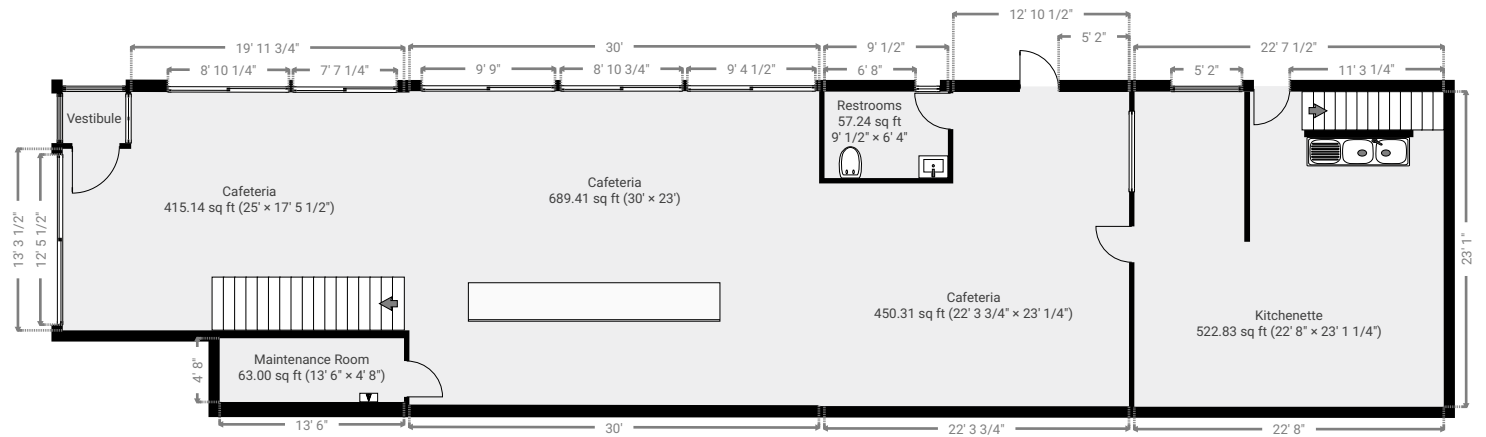 12' 10 1/2"
19' 11 3/4"
30'
9' 1/2"
5' 2"
22' 7 1/2"
8' 10 1/4"
7' 7 1/4"
9' 9"
8' 10 3/4"
9' 4 1/2"
6' 8"
5' 2"
11' 3 1/4"
Vestibule
Restrooms
57.24 sq ft
9' 1/2" × 6' 4"
Cafeteria
415.14 sq ft (25' × 17' 5 1/2")
Cafeteria
689.41 sq ft (30' × 23')
13' 3 1/2"
12' 5 1/2"
23' 1"
Cafeteria
450.31 sq ft (22' 3 3/4" × 23' 1/4")
Kitchenette
522.83 sq ft (22' 8" × 23' 1 1/4")
Maintenance Room
63.00 sq ft (13' 6" × 4' 8")
4' 8"
13' 6"
30'
22' 3 3/4"
22' 8"